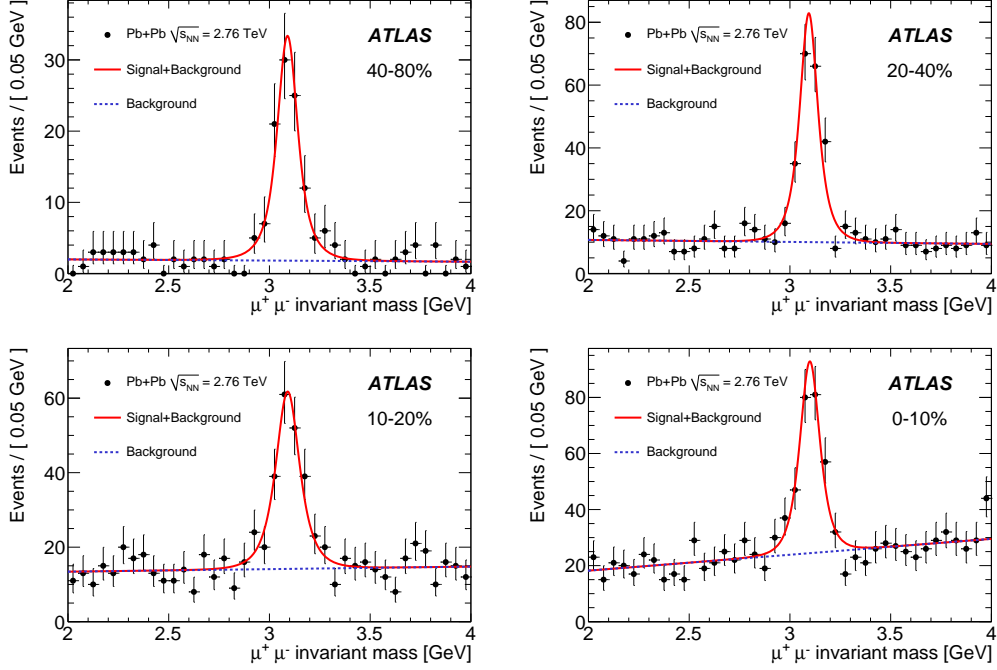 Events / [ 0.05 GeV ]
30
20
10
0
Pb+Pb √sNN = 2.76 TeV
Signal+Background
Background
ATLAS
40-80%
2 2.5 3 3.5 4
μ+ μ- invariant mass [GeV]
Events / [ 0.05 GeV ]
80
60
40
20
0
Pb+Pb √sNN = 2.76 TeV
Signal+Background
Background
ATLAS
20-40%
2 2.5 3 3.5 4
μ+ μ- invariant mass [GeV]
Events / [ 0.05 GeV ]
60
40
20
0
Pb+Pb √sNN = 2.76 TeV
Signal+Background
Background
ATLAS
10-20%
2 2.5 3 3.5 4
μ+ μ- invariant mass [GeV]
Events / [ 0.05 GeV ]
80
60
40
20
0
Pb+Pb √sNN = 2.76 TeV
Signal+Background
Background
ATLAS
0-10%
2 2.5 3 3.5 4
μ+ μ- invariant mass [GeV]